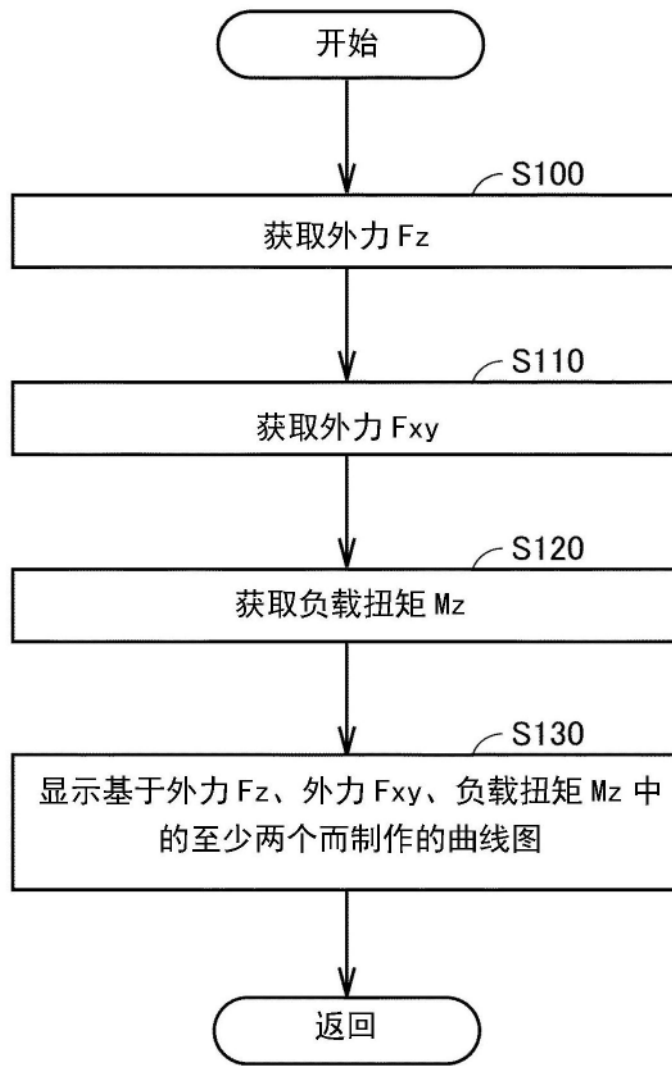 开始
S100
获取外力 Fz
S110
获取外力 Fxy
S120
获取负载扭矩 Mz
S130
显示基于外力 Fz、外力 Fxy、负载扭矩 Mz 中
的至少两个而制作的曲线图
返回